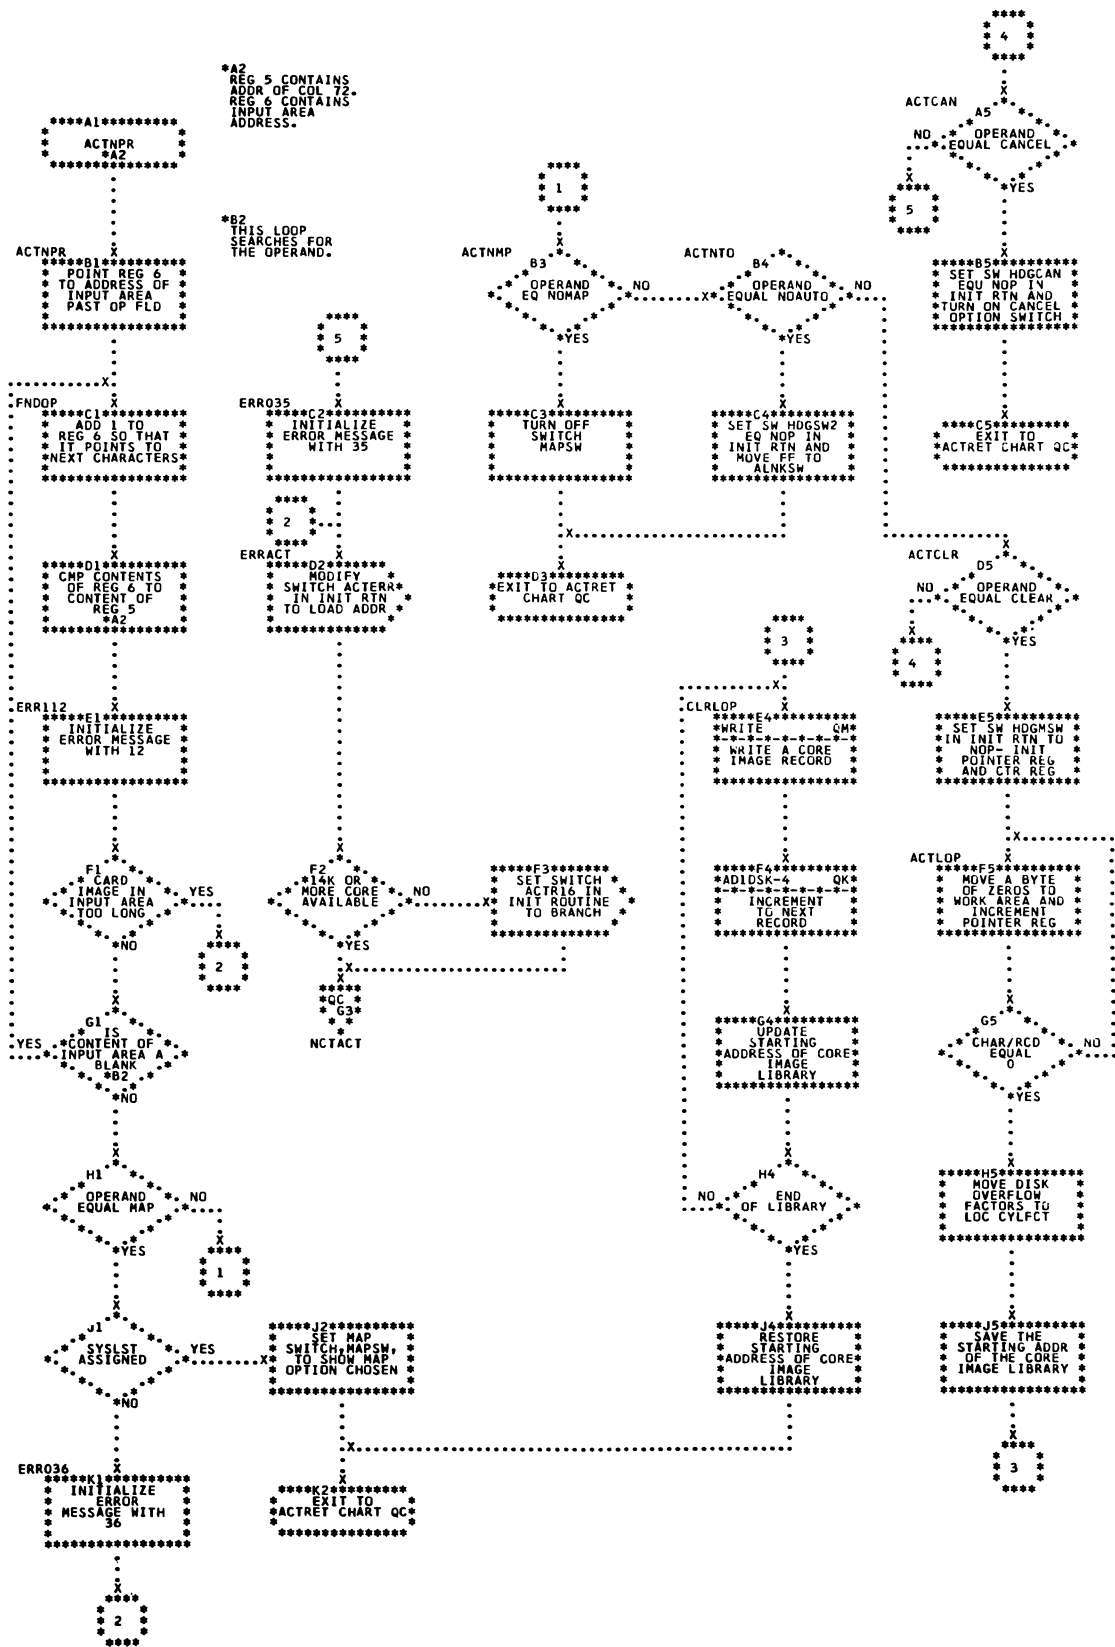 *A2
REG 5 CONTAINS
ADDR OF COL 72.
REG 6 CONTAINS
INPUT AREA
ADDRESS.
A1
ACTNPR
*A2
*B2
THIS LOOP
SEARCHES FOR
THE OPERAND.
ACTNPR
B1
POINT REG 6
TO ADDRESS OF
INPUT AREA
PAST OP FLD
FNDOP
C1
ADD 1 TO
REG 6 SO THAT
IT POINTS TO
NEXT CHARACTERS
D1
CMP CONTENTS
OF REG 6 TO
CONTENT OF
REG 5
*A2
ERR112
E1
INITIALIZE
ERROR MESSAGE
WITH 12
F1
CARD
IMAGE IN
INPUT AREA
TOO LONG
YES
NO
2
G1
IS
CONTENT OF
INPUT AREA A
BLANK
*B2
YES
NO
H1
OPERAND
EQUAL MAP
NO
YES
1
J1
SYSLST
ASSIGNED
YES
NO
ERR036
K1
INITIALIZE
ERROR
MESSAGE WITH
36
2
5
ERR035
C2
INITIALIZE
ERROR MESSAGE
WITH 35
2
ERRACT
D2
MODIFY
SWITCH ACTERR
IN INIT RTN
TO LOAD ADDR
F2
14K OR
MORE CORE
AVAILABLE
NO
YES
F3
SET SWITCH
ACTR16 IN
INIT ROUTINE
TO BRANCH
QC
G3
NCTACT
J2
SET MAP
SWITCH,MAPSW,
TO SHOW MAP
OPTION CHOSEN
K2
EXIT TO
ACTRET CHART QC
1
ACTNMP
B3
OPERAND
EQ NOMAP
NO
YES
C3
TURN OFF
SWITCH
MAPSW
D3
EXIT TO ACTRET
CHART QC
ACTNTO
B4
OPERAND
EQUAL NOAUTO
NO
YES
C4
SET SW HDGSW2
EQ NOP IN
INIT RTN AND
MOVE FF TO
ALNKSW
3
CLRLOP
E4
WRITE QM
WRITE A CORE
IMAGE RECORD
F4
AD1DSK-4 QK
INCREMENT
TO NEXT
RECORD
G4
UPDATE
STARTING
ADDRESS OF CORE
IMAGE
LIBRARY
H4
END
OF LIBRARY
NO
YES
J4
RESTORE
STARTING
ADDRESS OF CORE
IMAGE
LIBRARY
4
ACTCAN
A5
OPERAND
EQUAL CANCEL
NO
YES
5
B5
SET SW HDGCAN
EQU NOP IN
INIT RTN AND
TURN ON CANCEL
OPTION SWITCH
C5
EXIT TO
ACTRET CHART QC
ACTCLR
D5
OPERAND
EQUAL CLEAR
NO
YES
4
E5
SET SW HDGMSW
IN INIT RTN TO
NOP- INIT
POINTER REG
AND CTR REG
ACTLOP
F5
MOVE A BYTE
OF ZEROS TO
WORK AREA AND
INCREMENT
POINTER REG
G5
CHAR/RCD
EQUAL
0
NO
YES
H5
MOVE DISK
OVERFLOW
FACTORS TO
LOC CYLFCT
J5
SAVE THE
STARTING ADDR
OF THE CORE
IMAGE LIBRARY
3